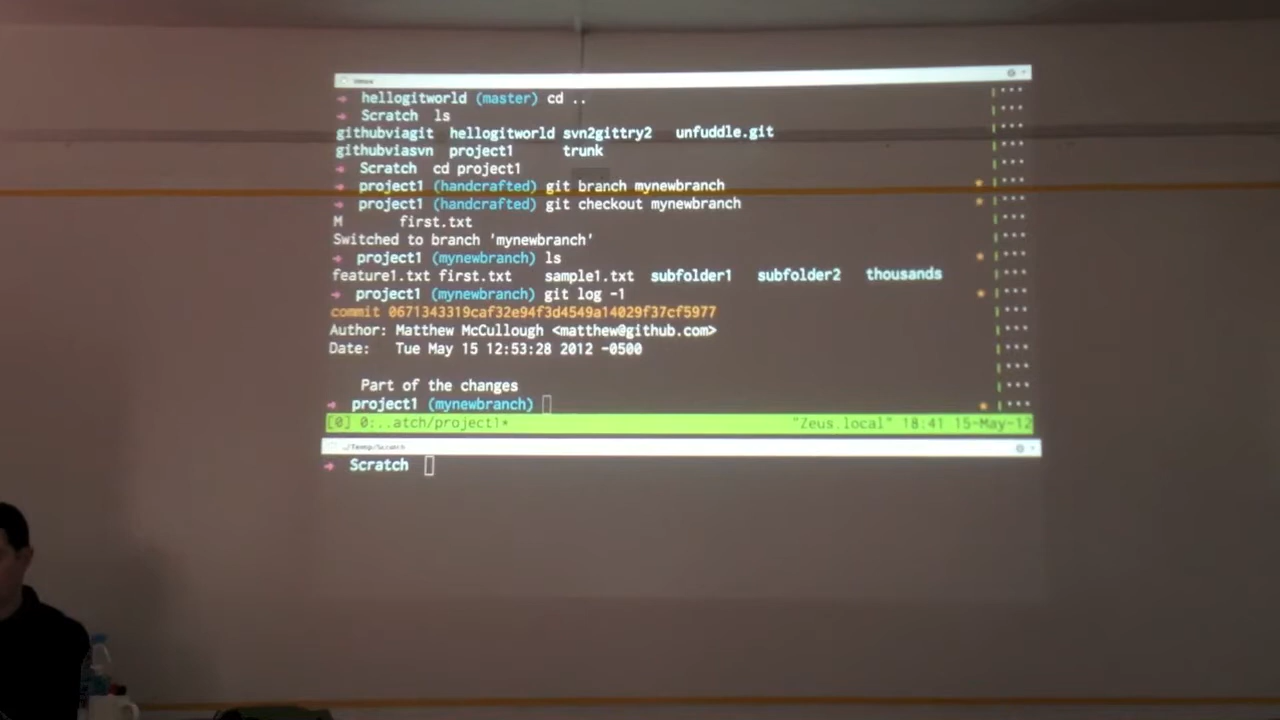 hellogitworld (master) cd ..
Scratch ls
githubviagit hellogitworld svn2gittry2 unfuddle.git
githubviasvn project1 trunk
Scratch cd project1
project1 (handcrafted) git branch mynewbranch
project1 (handcrafted) git checkout mynewbranch
M first.txt
Switched to branch 'mynewbranch'
project1 (mynewbranch) ls
feature1.txt first.txt sample1.txt subfolder1 subfolder2 thousands
project1 (mynewbranch) git log -1
commit 0671343319caf32e94f3d4549a14029f37cf5977
Author: Matthew McCullough <matthew@github.com>
Date: Tue May 15 12:53:28 2012 -0500
Part of the changes
project1 (mynewbranch)
[0] 0:..atch/project1* "Zeus.local" 18:41 15-May-12
Scratch